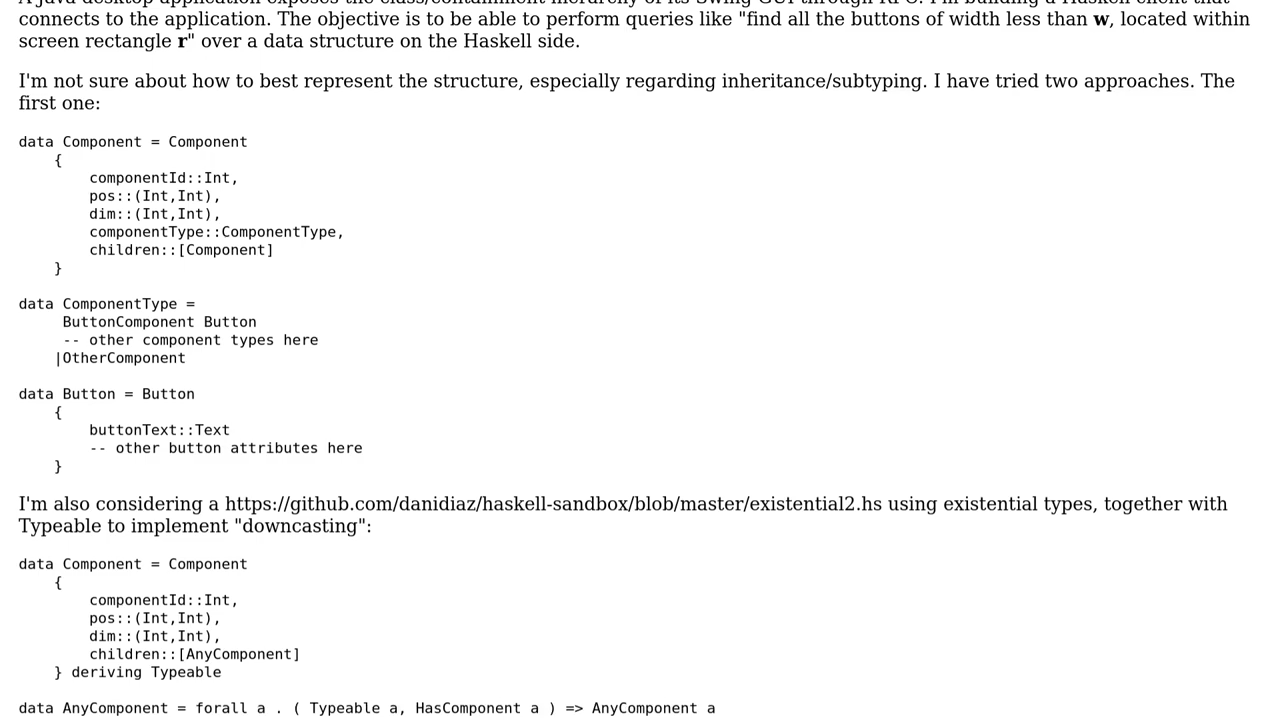 connects to the application. The objective is to be able to perform queries like "find all the buttons of width less than w, located within
screen rectangle r" over a data structure on the Haskell side.
I'm not sure about how to best represent the structure, especially regarding inheritance/subtyping. I have tried two approaches. The
first one:
data Component = Component
{
componentId::Int,
pos::(Int,Int),
dim::(Int,Int),
componentType::ComponentType,
children::[Component]
}
data ComponentType =
ButtonComponent Button
-- other component types here
|OtherComponent
data Button = Button
{
buttonText::Text
-- other button attributes here
}
I'm also considering a https://github.com/danidiaz/haskell-sandbox/blob/master/existential2.hs using existential types, together with
Typeable to implement "downcasting":
data Component = Component
{
componentId::Int,
pos::(Int,Int),
dim::(Int,Int),
children::[AnyComponent]
} deriving Typeable
data AnyComponent = forall a . ( Typeable a, HasComponent a ) => AnyComponent a